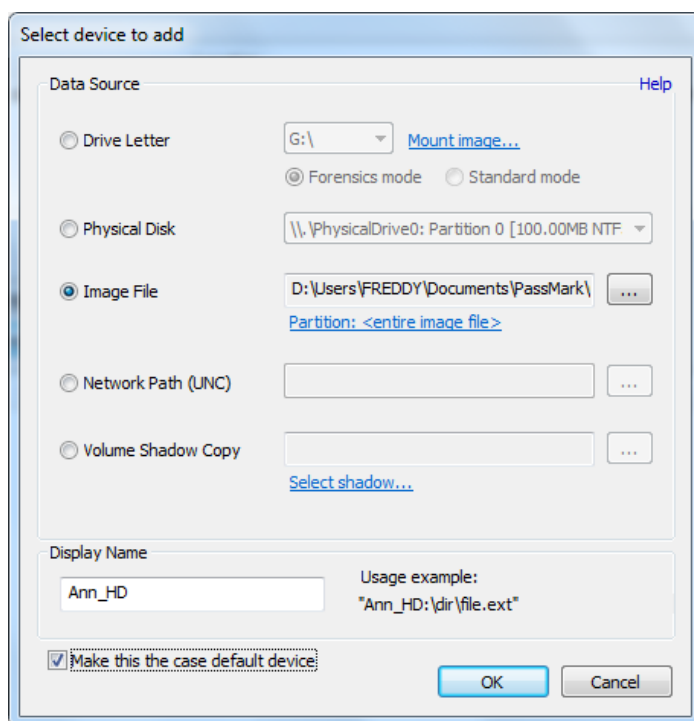 Select device to add
Data Source
Help
Drive Letter
G:\
Mount image...
Forensics mode
Standard mode
Physical Disk
\\.\PhysicalDrive0: Partition 0 [100.00MB NTF
Image File
D:\Users\FREDDY\Documents\PassMark\
...
Partition: <entire image file>
Network Path (UNC)
...
Volume Shadow Copy
...
Select shadow...
Display Name
Ann_HD
Usage example:
"Ann_HD:\dir\file.ext"
Make this the case default device
OK
Cancel